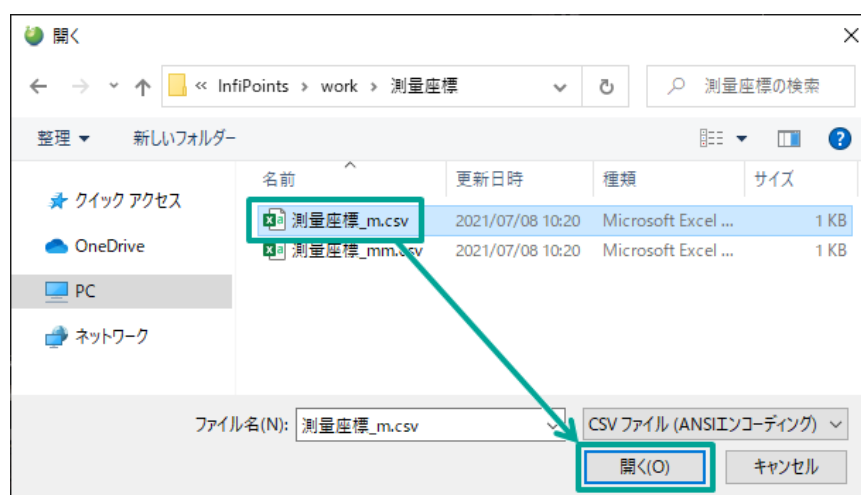 開く
« InfiPoints › work › 測量座標
測量座標の検索
整理
新しいフォルダー
名前 更新日時 種類 サイズ
クイック アクセス
測量座標_m.csv 2021/07/08 10:20 Microsoft Excel ... 1 KB
OneDrive
測量座標_mm.csv 2021/07/08 10:20 Microsoft Excel ... 1 KB
PC
ネットワーク
ファイル名(N): 測量座標_m.csv CSV ファイル (ANSIエンコーディング)
開く(O) キャンセル